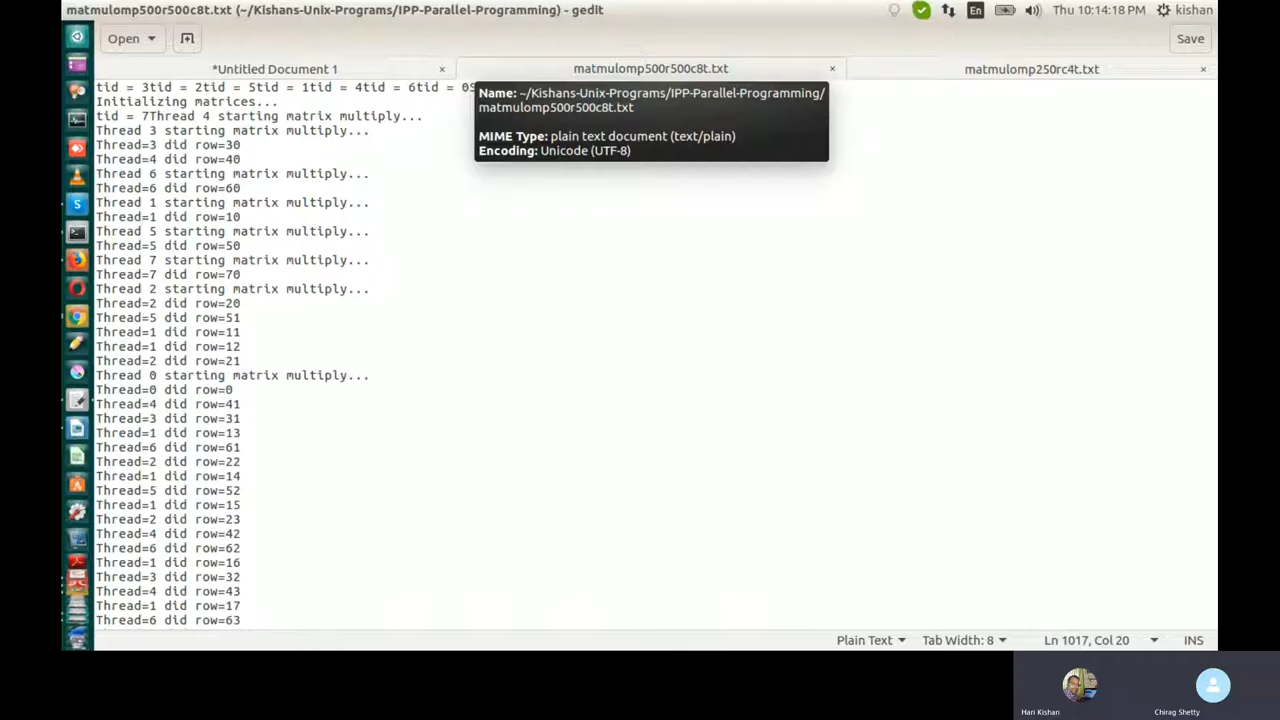 matmulomp500r500c8t.txt (~/Kishans-Unix-Programs/IPP-Parallel-Programming) - gedit
En
Thu 10:14:18 PM
kishan
Open
Save
*Untitled Document 1
matmulomp500r500c8t.txt
matmulomp250rc4t.txt
tid = 3tid = 2tid = 5tid = 1tid = 4tid = 6tid = 0S
Initializing matrices...
tid = 7Thread 4 starting matrix multiply...
Thread 3 starting matrix multiply...
Thread=3 did row=30
Thread=4 did row=40
Thread 6 starting matrix multiply...
Thread=6 did row=60
Thread 1 starting matrix multiply...
Thread=1 did row=10
Thread 5 starting matrix multiply...
Thread=5 did row=50
Thread 7 starting matrix multiply...
Thread=7 did row=70
Thread 2 starting matrix multiply...
Thread=2 did row=20
Thread=5 did row=51
Thread=1 did row=11
Thread=1 did row=12
Thread=2 did row=21
Thread 0 starting matrix multiply...
Thread=0 did row=0
Thread=4 did row=41
Thread=3 did row=31
Thread=1 did row=13
Thread=6 did row=61
Thread=2 did row=22
Thread=1 did row=14
Thread=5 did row=52
Thread=1 did row=15
Thread=2 did row=23
Thread=4 did row=42
Thread=6 did row=62
Thread=1 did row=16
Thread=3 did row=32
Thread=4 did row=43
Thread=1 did row=17
Thread=6 did row=63
Name: ~/Kishans-Unix-Programs/IPP-Parallel-Programming/
matmulomp500r500c8t.txt
MIME Type: plain text document (text/plain)
Encoding: Unicode (UTF-8)
Plain Text
Tab Width: 8
Ln 1017, Col 20
INS
Hari Kishan
Chirag Shetty